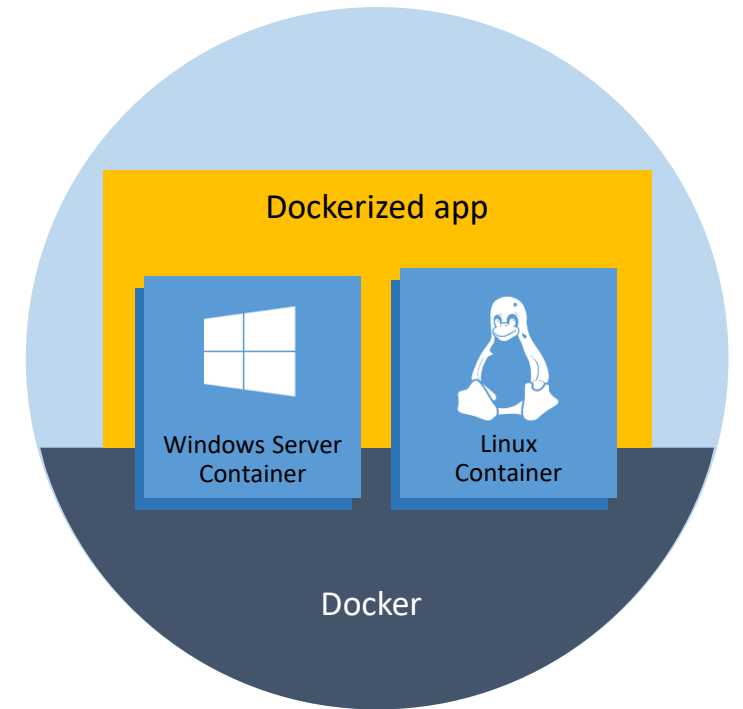 Dockerized app
Windows Server
Container
Linux
Container
Docker